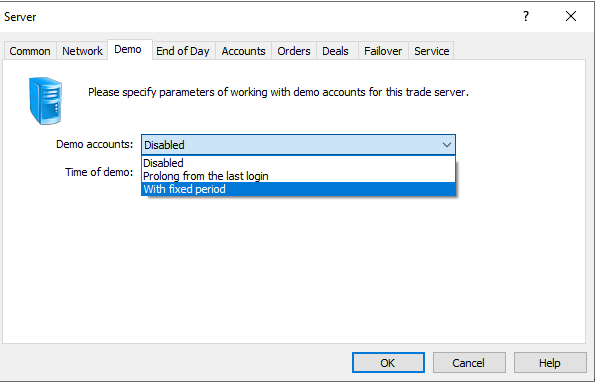 Server
?
Common Network Demo End of Day Accounts Orders Deals Failover Service
Please specify parameters of working with demo accounts for this trade server.
Demo accounts: Disabled
Disabled
Time of demo: Prolong from the last login
With fixed period
OK Cancel Help